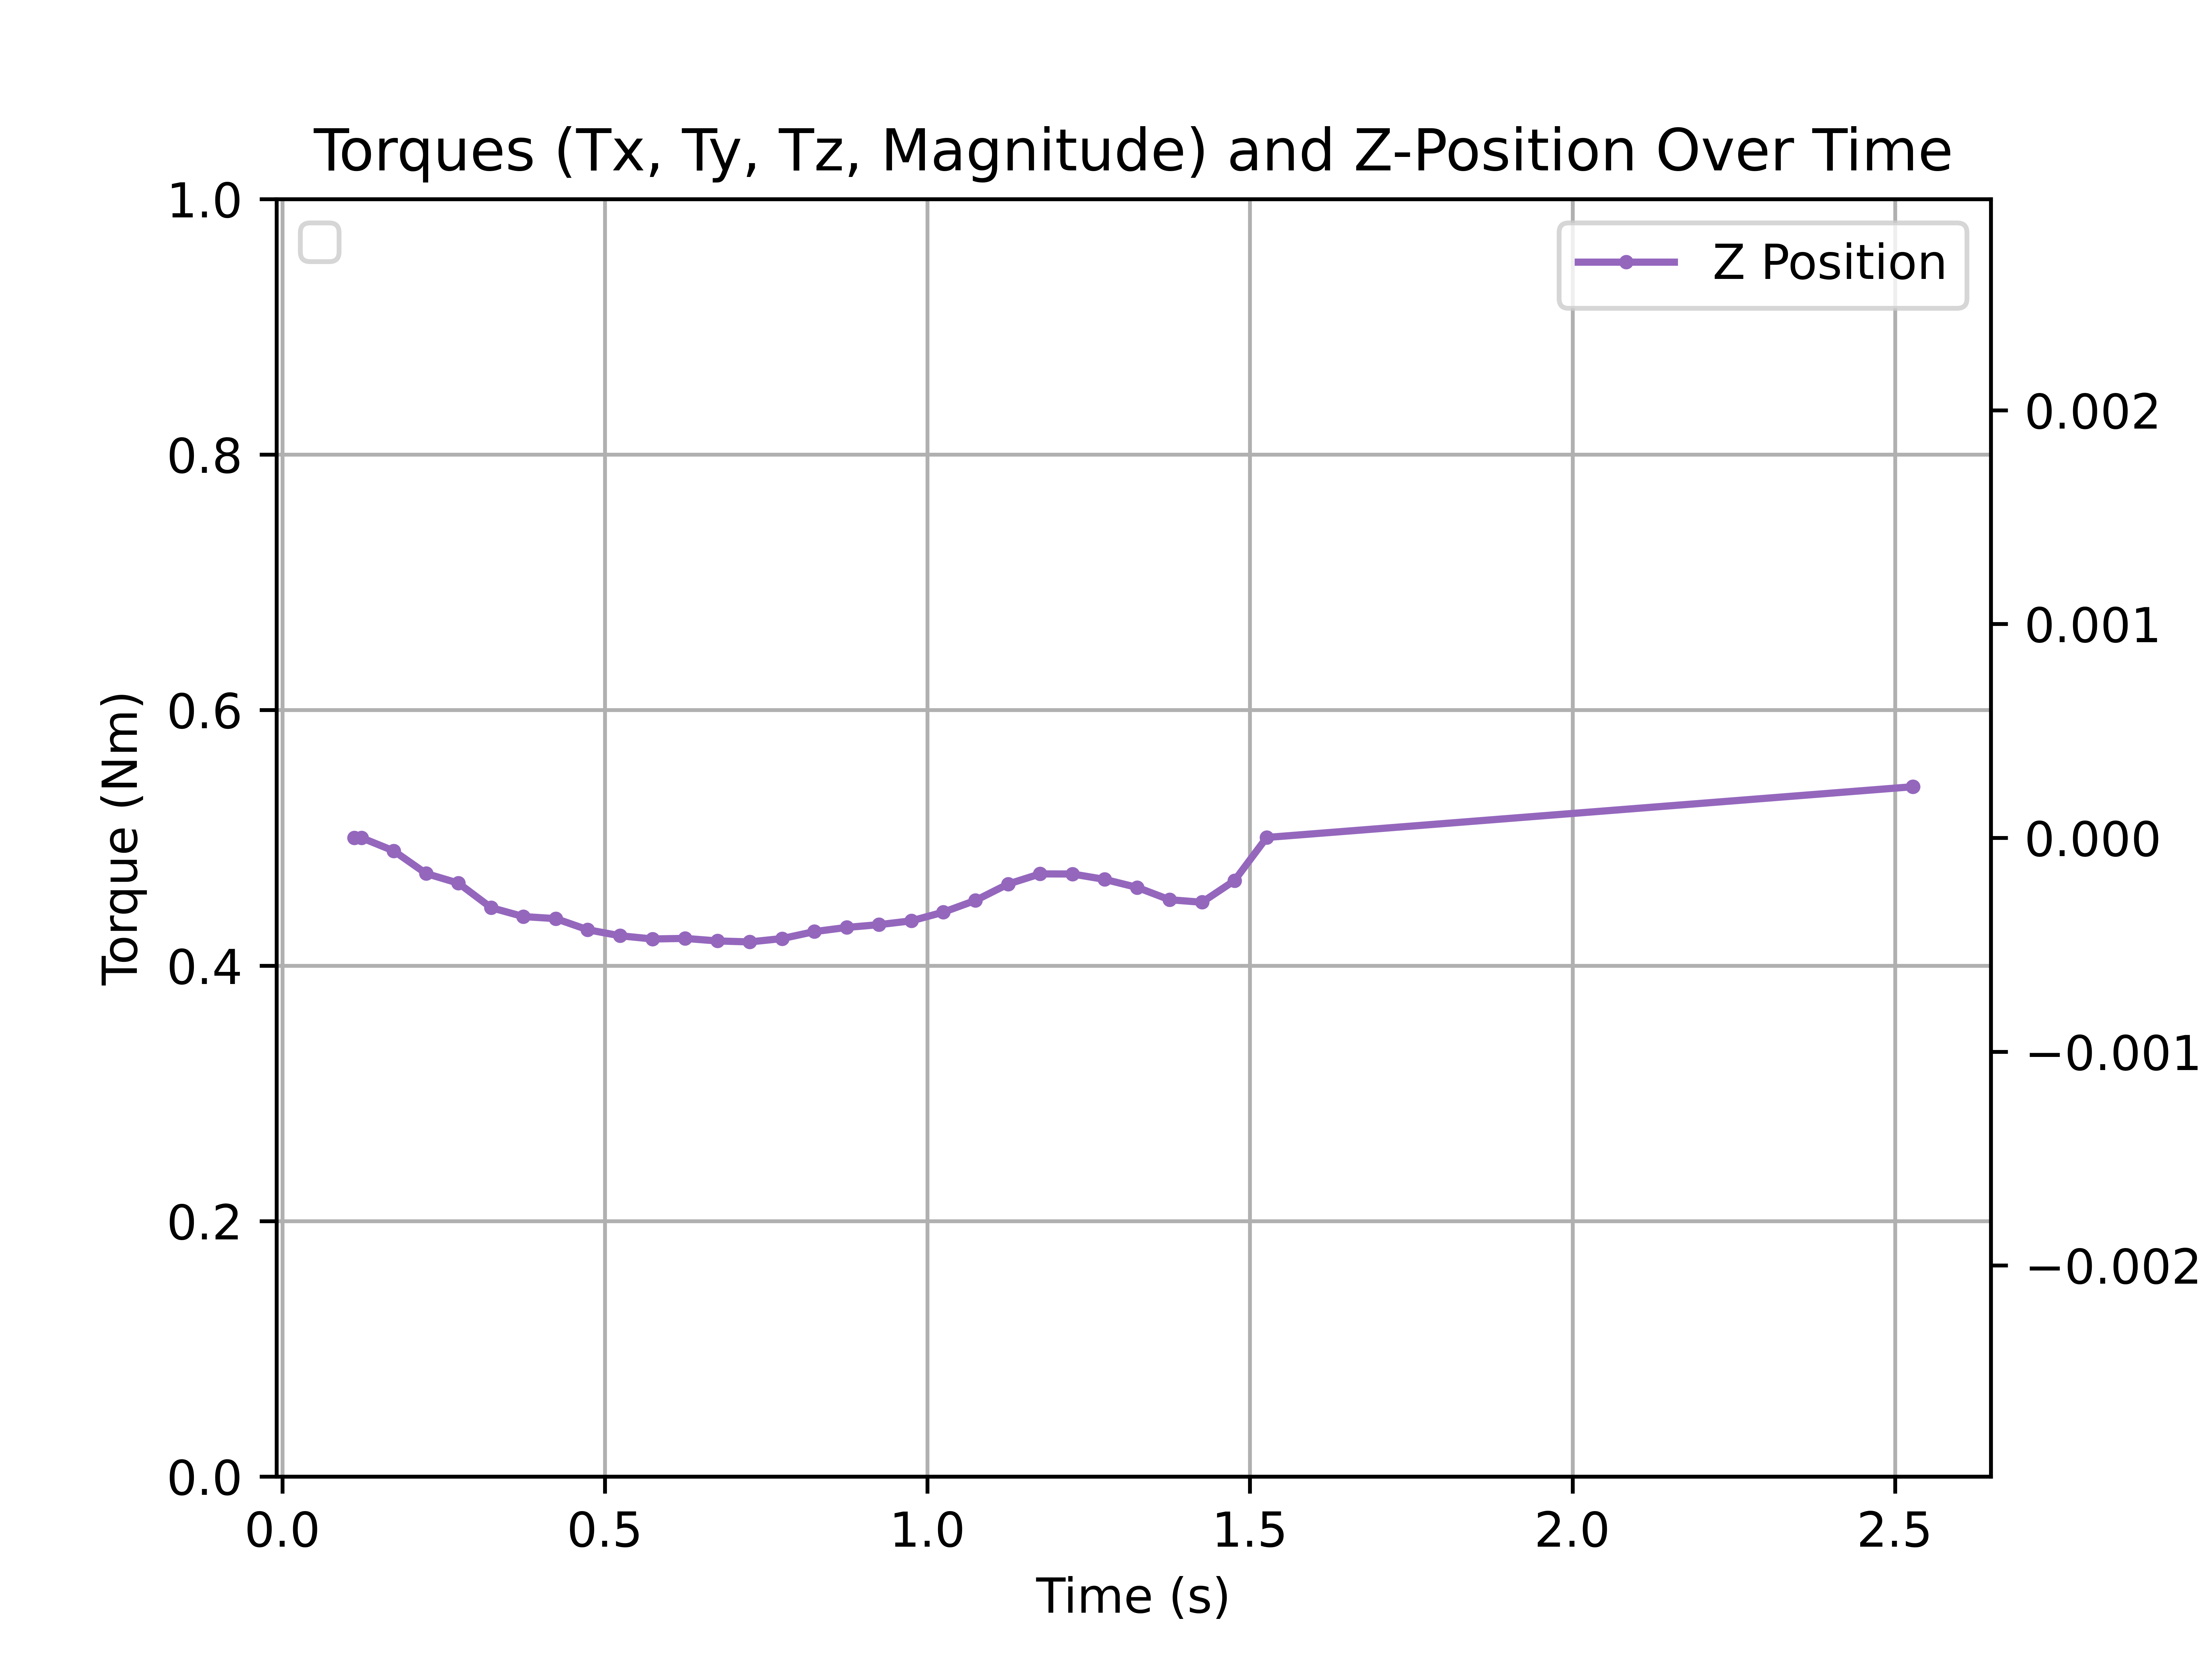 Torques (Tx, Ty, Tz, Magnitude) and Z-Position Over Time
Z Position
1.0
0.8
0.6
0.4
0.2
0.0
Torque (Nm)
0.002
0.001
0.000
−0.001
−0.002
0.0 0.5 1.0 1.5 2.0 2.5
Time (s)